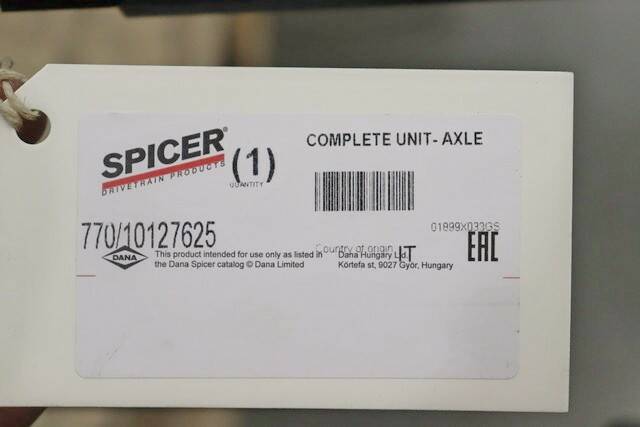 SPICER®
DRIVETRAIN PRODUCTS
(1)
QUANTITY
COMPLETE UNIT- AXLE
770/10127625
01899X033GS
Country of origin IT
EAC
DANA
This product intended for use only as listed in
the Dana Spicer catalog © Dana Limited
Dana Hungary Ltd.
Körtefa st, 9027 Győr, Hungary